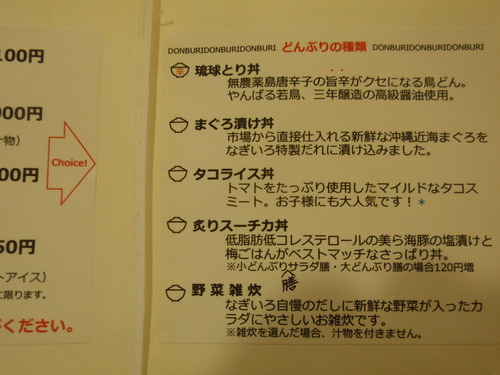 100円
000円
汁物）
00円
Choice!
50円
トアイス）
に限ります。
ください。
DONBURIDONBURIDONBURI どんぶりの種類 DONBURIDONBURIDONBURI
辛 琉球とり丼
無農薬島唐辛子の旨辛がクセになる鳥どん。
やんばる若鳥、三年醸造の高級醤油使用。
まぐろ漬け丼
市場から直接仕入れる新鮮な沖縄近海まぐろを
なぎいろ特製だれに漬け込みました。
タコライス丼
トマトをたっぷり使用したマイルドなタコス
ミート。お子様にも大人気です！*
炙りスーチカ丼
低脂肪低コレステロールの美ら海豚の塩漬けと
梅ごはんがベストマッチなさっぱり丼。
※小どんぶりサラダ膳・大どんぶり膳の場合120円増
膳
野菜雑炊
なぎいろ自慢のだしに新鮮な野菜が入ったカ
ラダにやさしいお雑炊です。
※雑炊を選んだ場合、汁物を付きません。